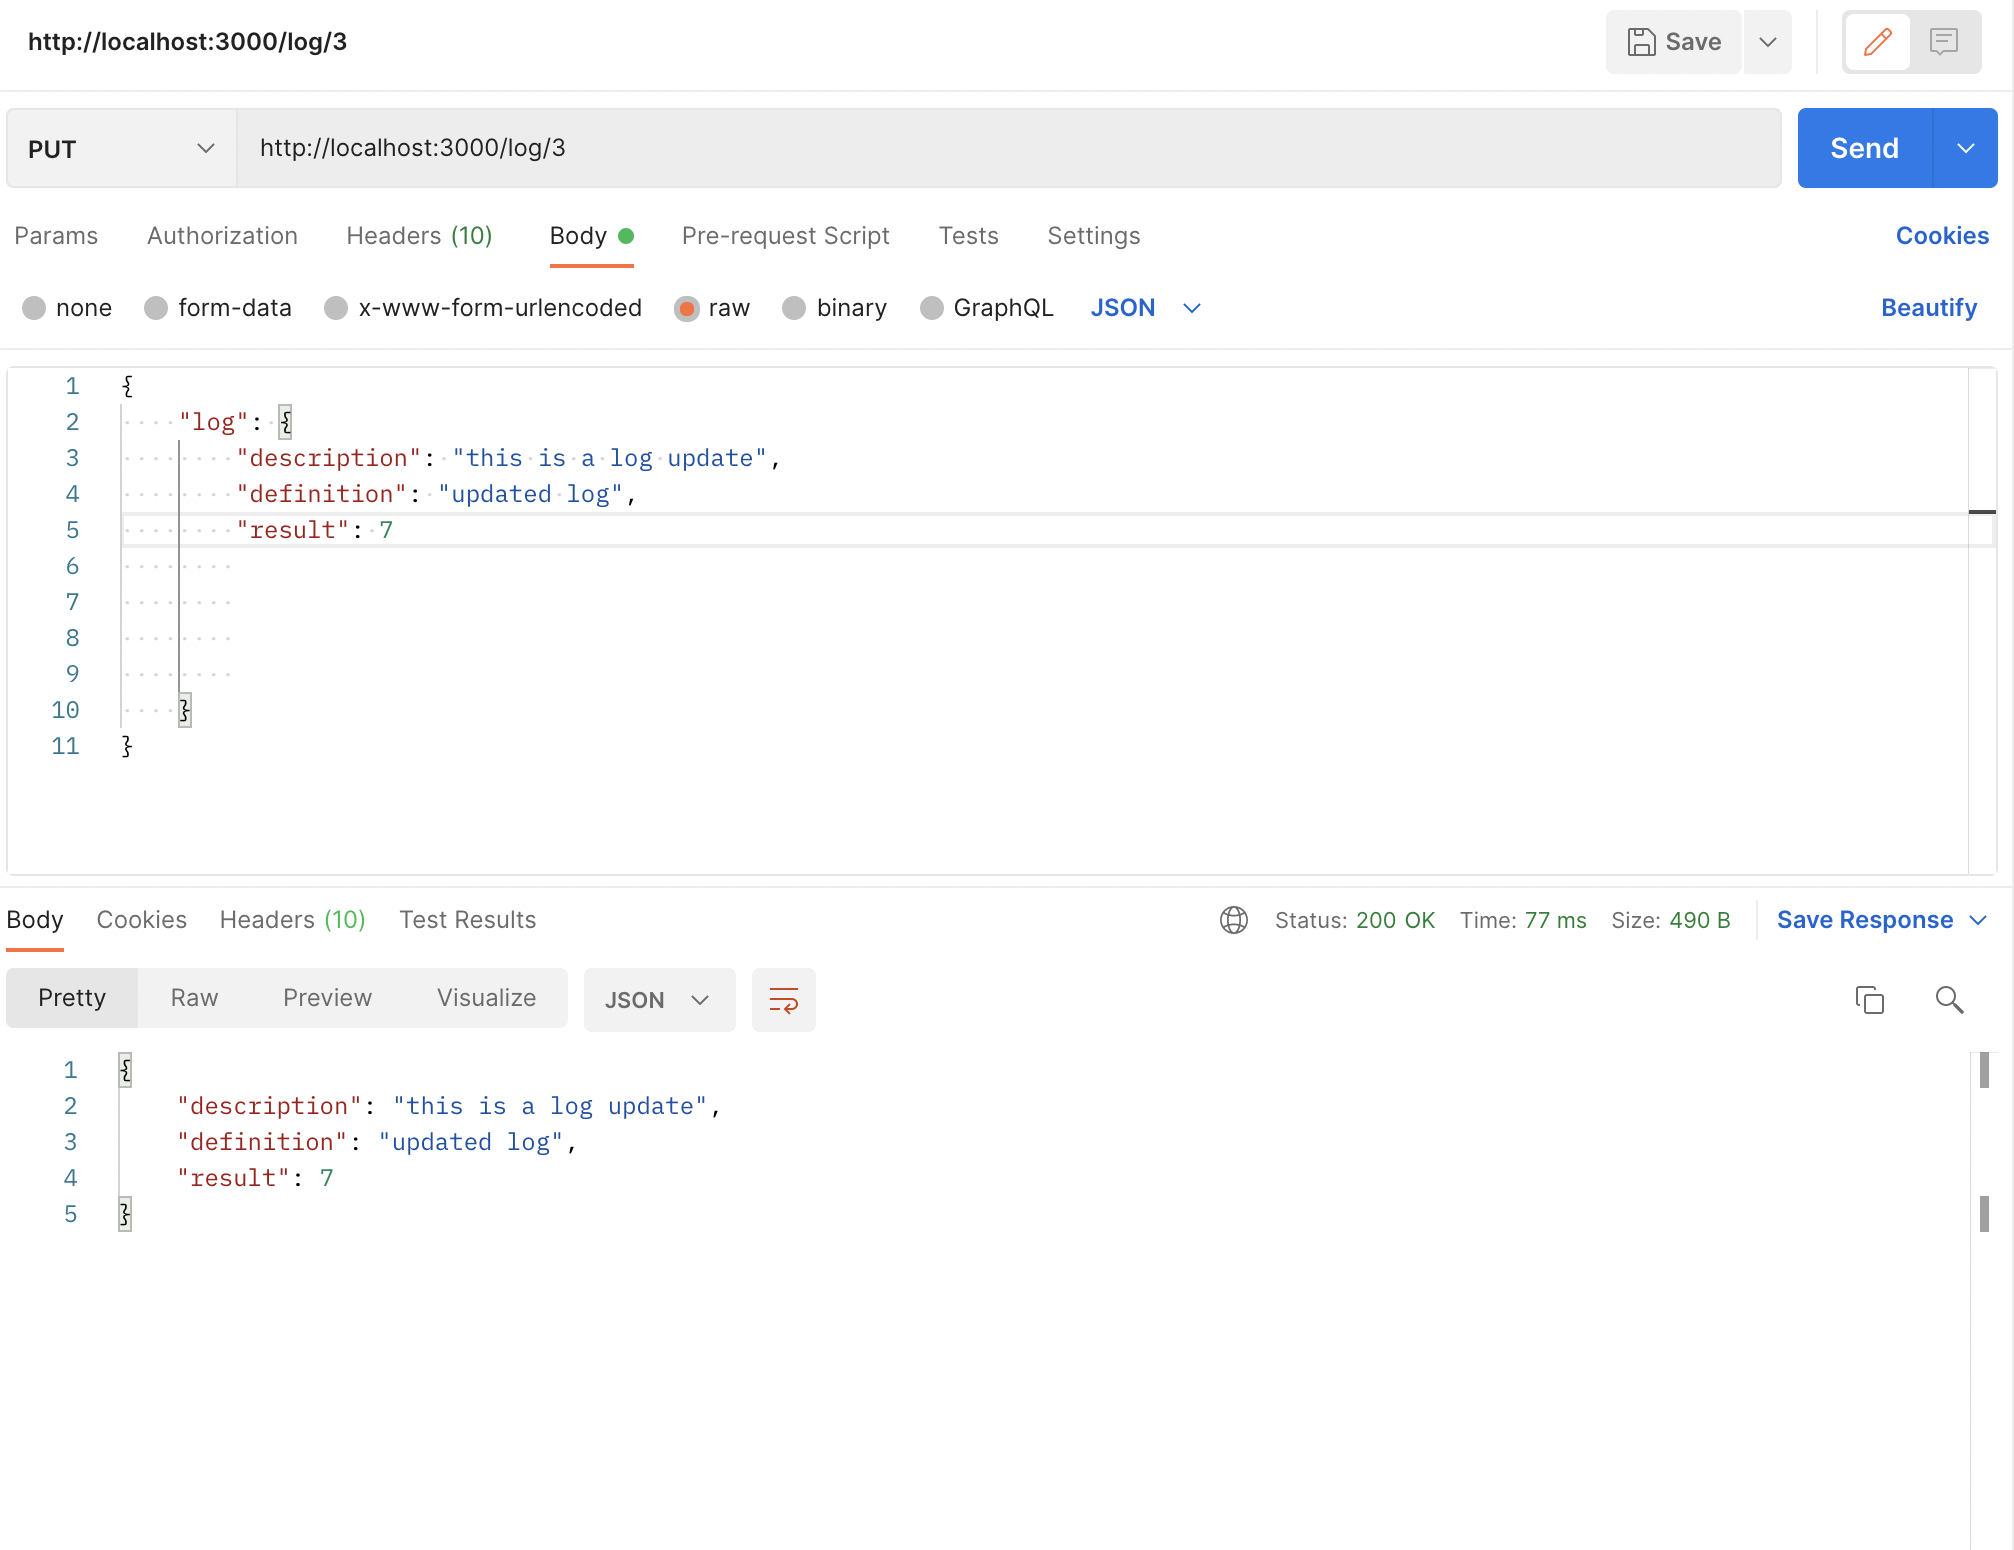 http://localhost:3000/log/3
Save
PUT
http://localhost:3000/log/3
Send
Params Authorization Headers (10) Body Pre-request Script Tests Settings Cookies
none form-data x-www-form-urlencoded raw binary GraphQL JSON Beautify
1 {
2 "log": {
3 "description": "this is a log update",
4 "definition": "updated log",
5 "result": 7
6
7
8
9
10 }
11 }
Body Cookies Headers (10) Test Results Status: 200 OK Time: 77 ms Size: 490 B Save Response
Pretty Raw Preview Visualize JSON
1 {
2 "description": "this is a log update",
3 "definition": "updated log",
4 "result": 7
5 }